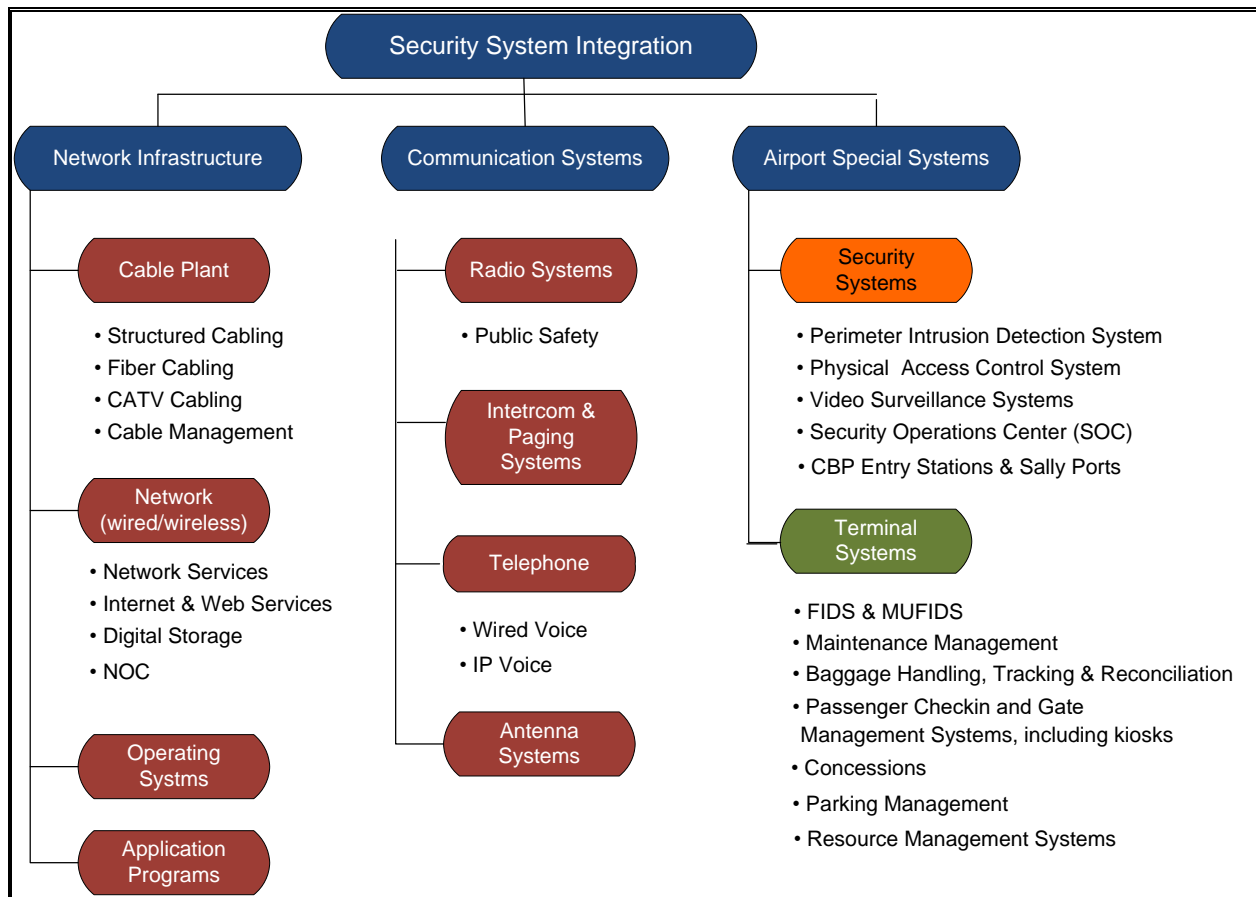 Security System Integration
Network Infrastructure
Cable Plant
• Structured Cabling
• Fiber Cabling
• CATV Cabling
• Cable Management
Network
(wired/wireless)
• Network Services
• Internet & Web Services
• Digital Storage
• NOC
Operating
Systms
Application
Programs
Communication Systems
Radio Systems
• Public Safety
Intetrcom &
Paging
Systems
Telephone
• Wired Voice
• IP Voice
Antenna
Systems
Airport Special Systems
Security
Systems
• Perimeter Intrusion Detection System
• Physical Access Control System
• Video Surveillance Systems
• Security Operations Center (SOC)
• CBP Entry Stations & Sally Ports
Terminal
Systems
• FIDS & MUFIDS
• Maintenance Management
• Baggage Handling, Tracking & Reconciliation
• Passenger Checkin and Gate
Management Systems, including kiosks
• Concessions
• Parking Management
• Resource Management Systems